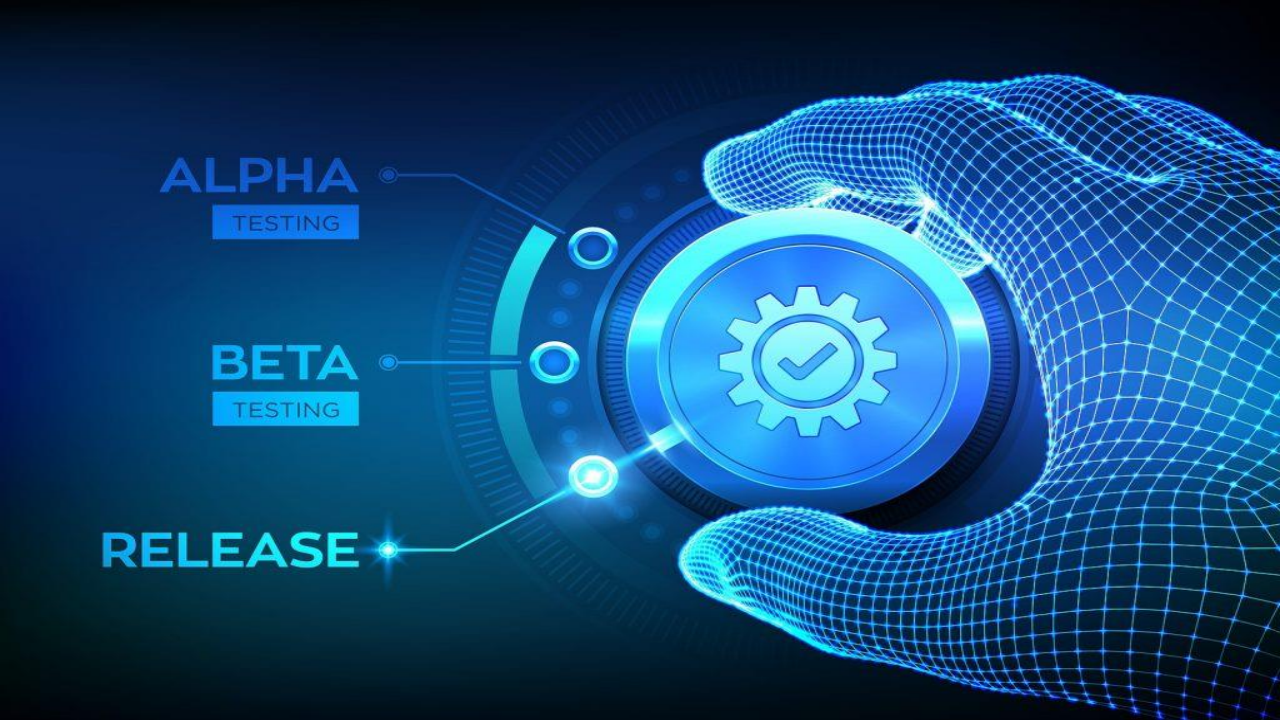 ALPHA
TESTING
BETA
TESTING
RELEASE